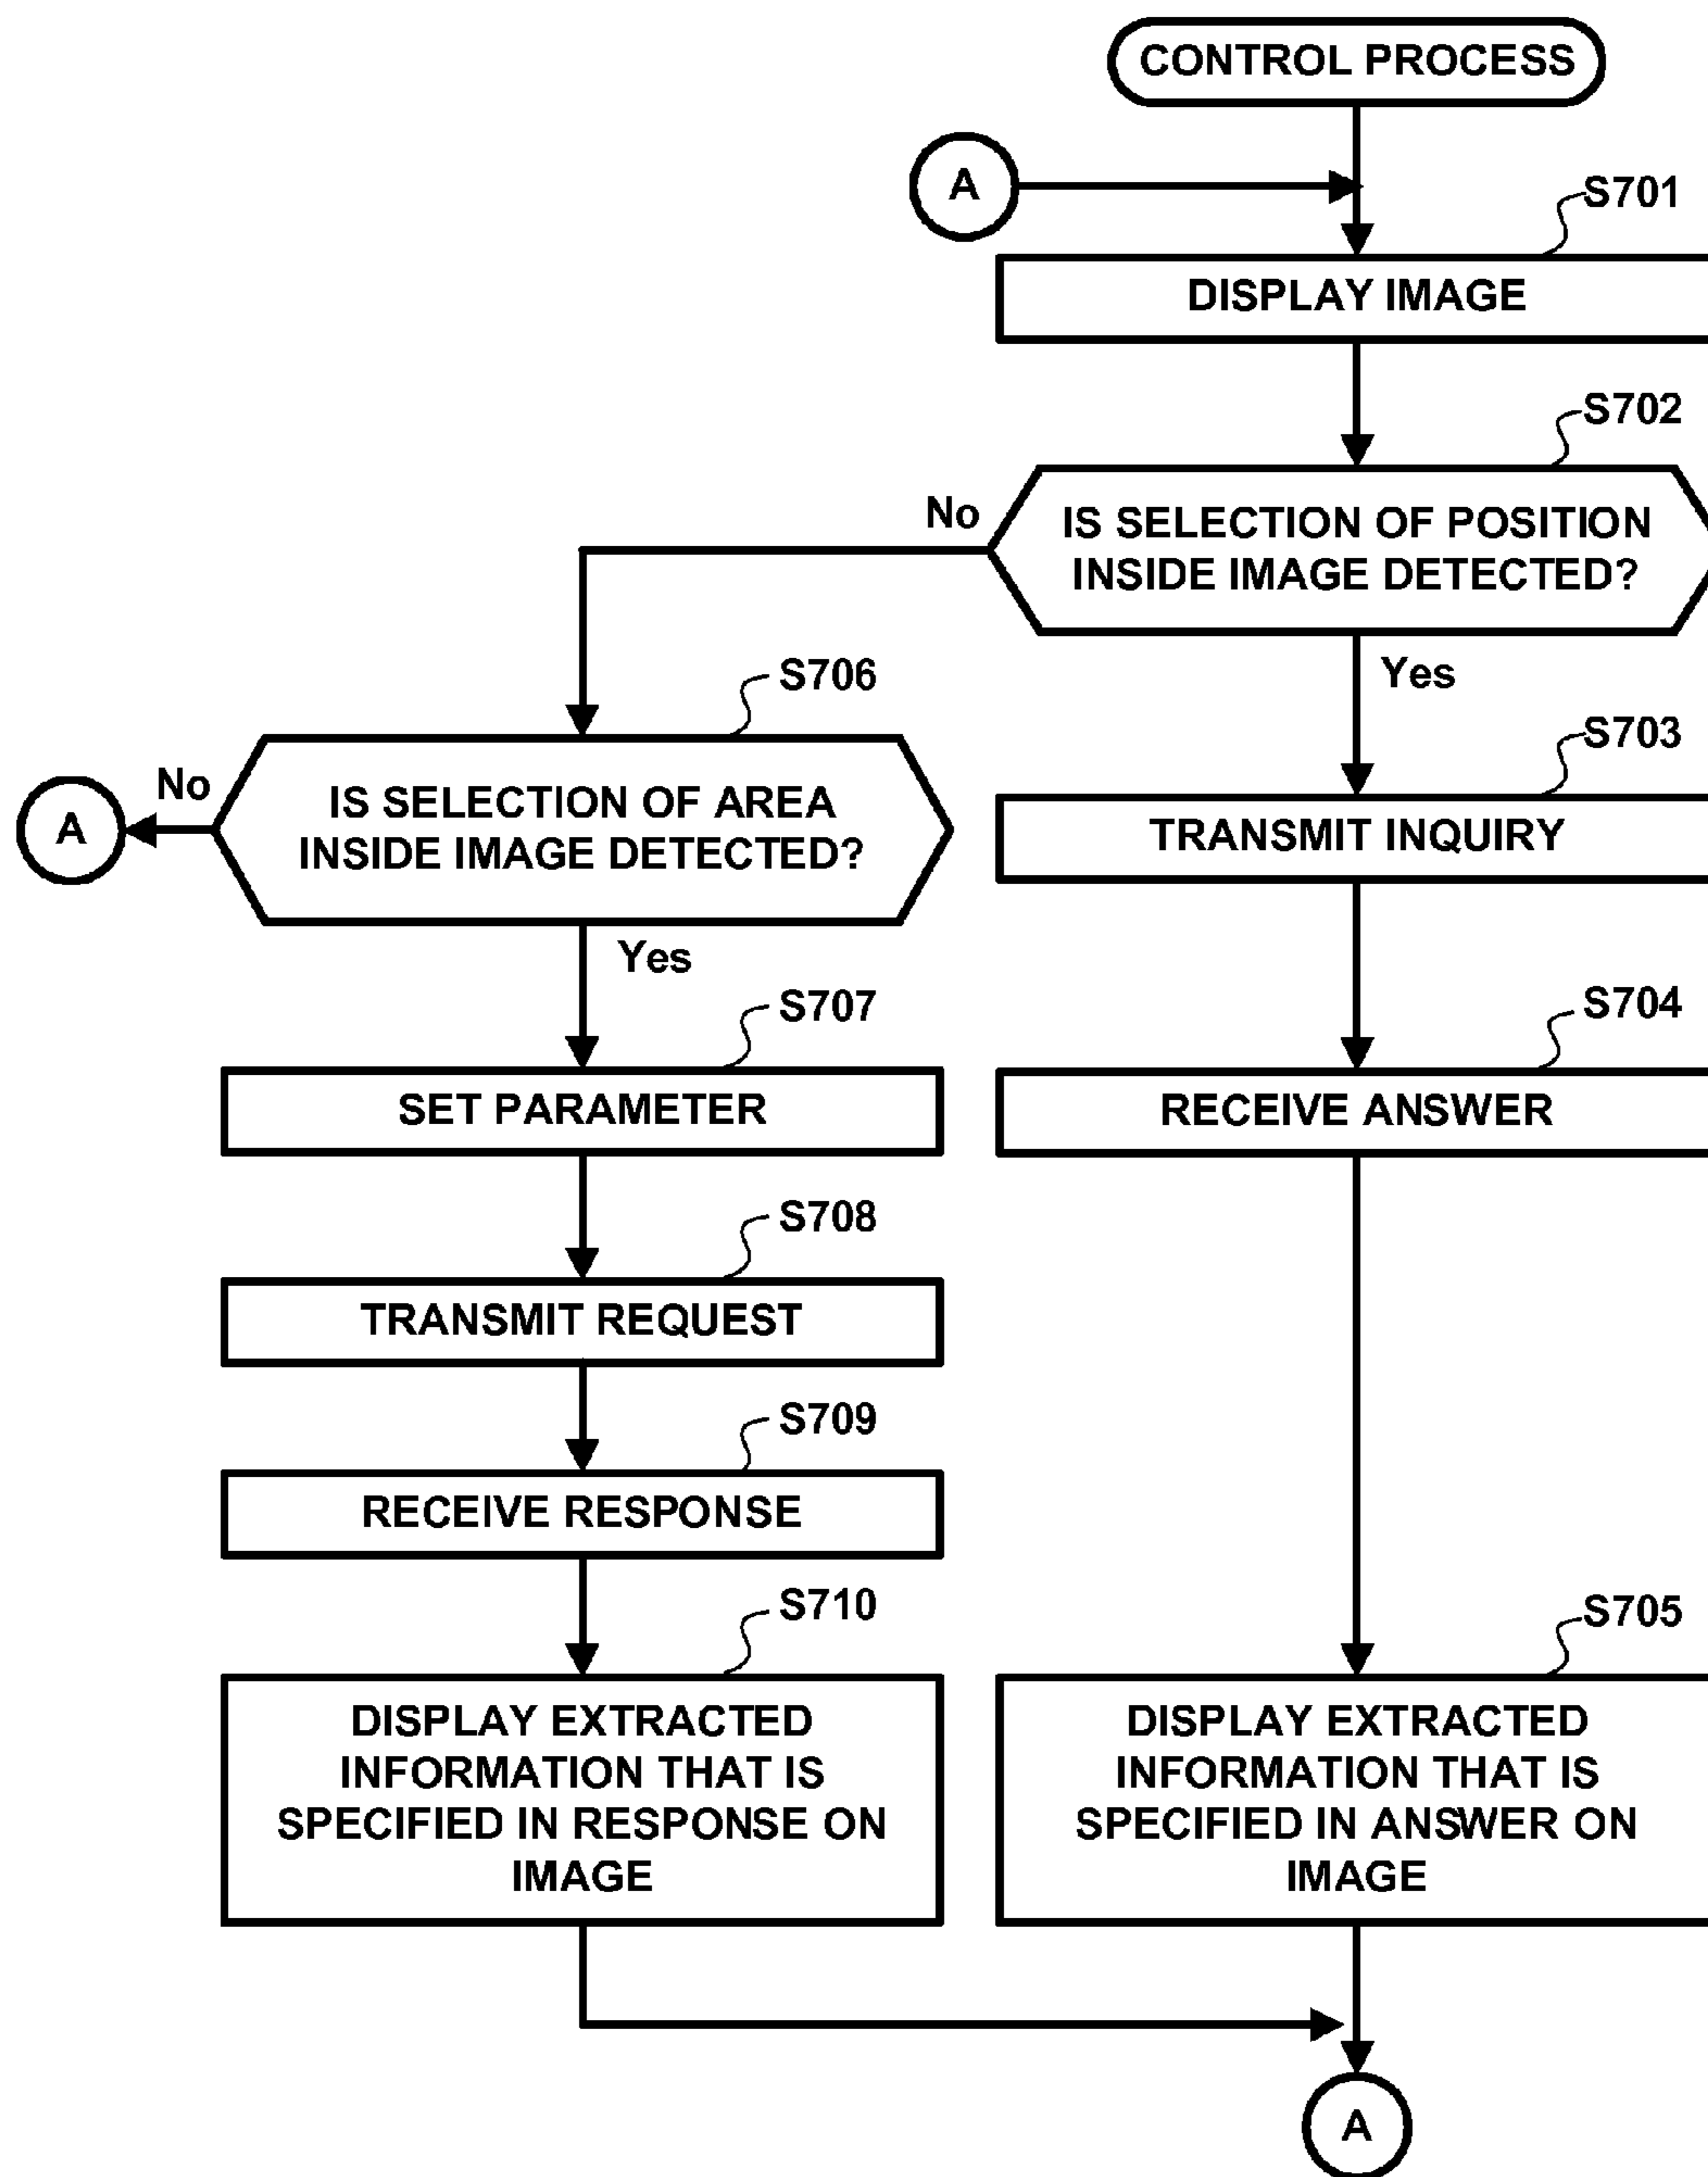 CONTROL PROCESS
A
S701
DISPLAY IMAGE
S702
No
IS SELECTION OF POSITION
INSIDE IMAGE DETECTED?
Yes
S706
No
A
IS SELECTION OF AREA
INSIDE IMAGE DETECTED?
Yes
S703
TRANSMIT INQUIRY
S707
SET PARAMETER
S704
RECEIVE ANSWER
S708
TRANSMIT REQUEST
S709
RECEIVE RESPONSE
S710
DISPLAY EXTRACTED
INFORMATION THAT IS
SPECIFIED IN RESPONSE ON
IMAGE
S705
DISPLAY EXTRACTED
INFORMATION THAT IS
SPECIFIED IN ANSWER ON
IMAGE
A